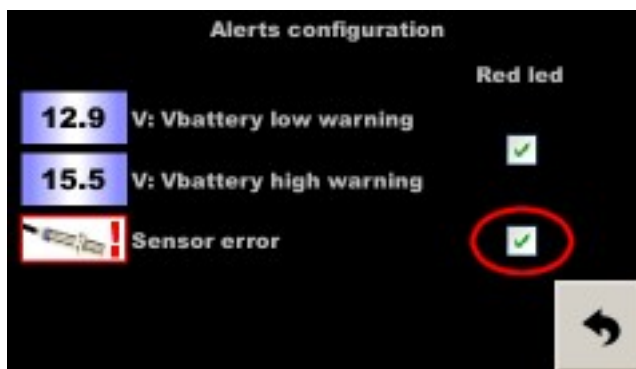 Alerts configuration
Red led
12.9 V: Vbattery low warning
15.5 V: Vbattery high warning
! Sensor error